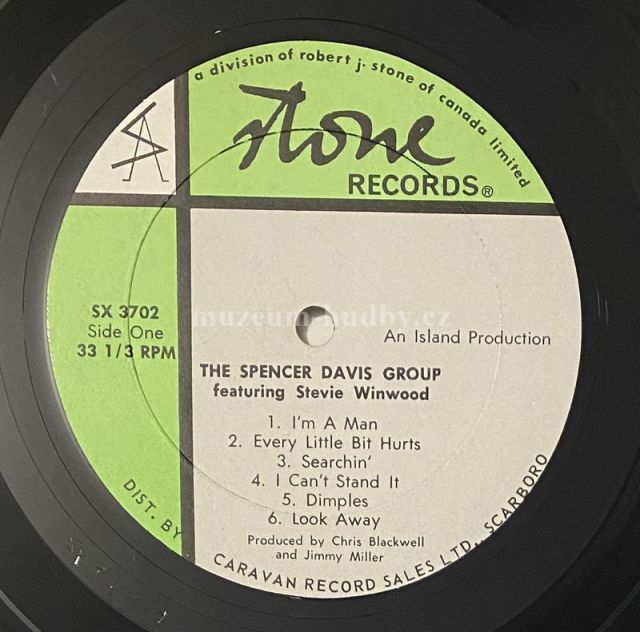 a division of robert j. stone of canada limited
stone
RECORDS®
SX 3702
Side One
33 1/3 RPM
muzeum-hudby.cz
An Island Production
THE SPENCER DAVIS GROUP
featuring Stevie Winwood
1. I'm A Man
2. Every Little Bit Hurts
3. Searchin'
4. I Can't Stand It
5. Dimples
6. Look Away
Produced by Chris Blackwell
and Jimmy Miller
DIST. BY CARAVAN RECORD SALES LTD., SCARBORO